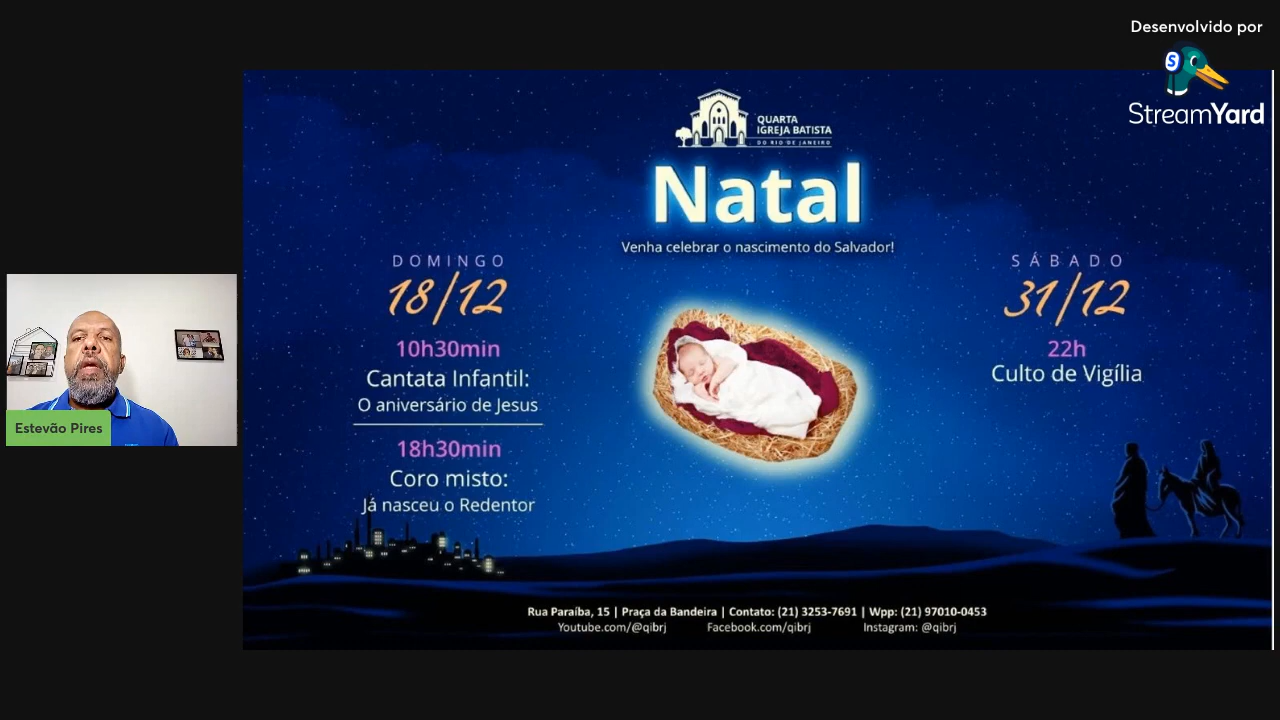 Desenvolvido por
S
StreamYard
QUARTA
IGREJA BATISTA
DO RIO DE JANEIRO
Natal
Venha celebrar o nascimento do Salvador!
DOMINGO
18/12
10h30min
Cantata Infantil:
O aniversário de Jesus
18h30min
Coro misto:
Já nasceu o Redentor
SÁBADO
31/12
22h
Culto de Vigília
Estevão Pires
Rua Paraíba, 15 | Praça da Bandeira | Contato: (21) 3253-7691 | Wpp: (21) 97010-0453
Youtube.com/@qibrj Facebook.com/qibrj Instagram: @qibrj